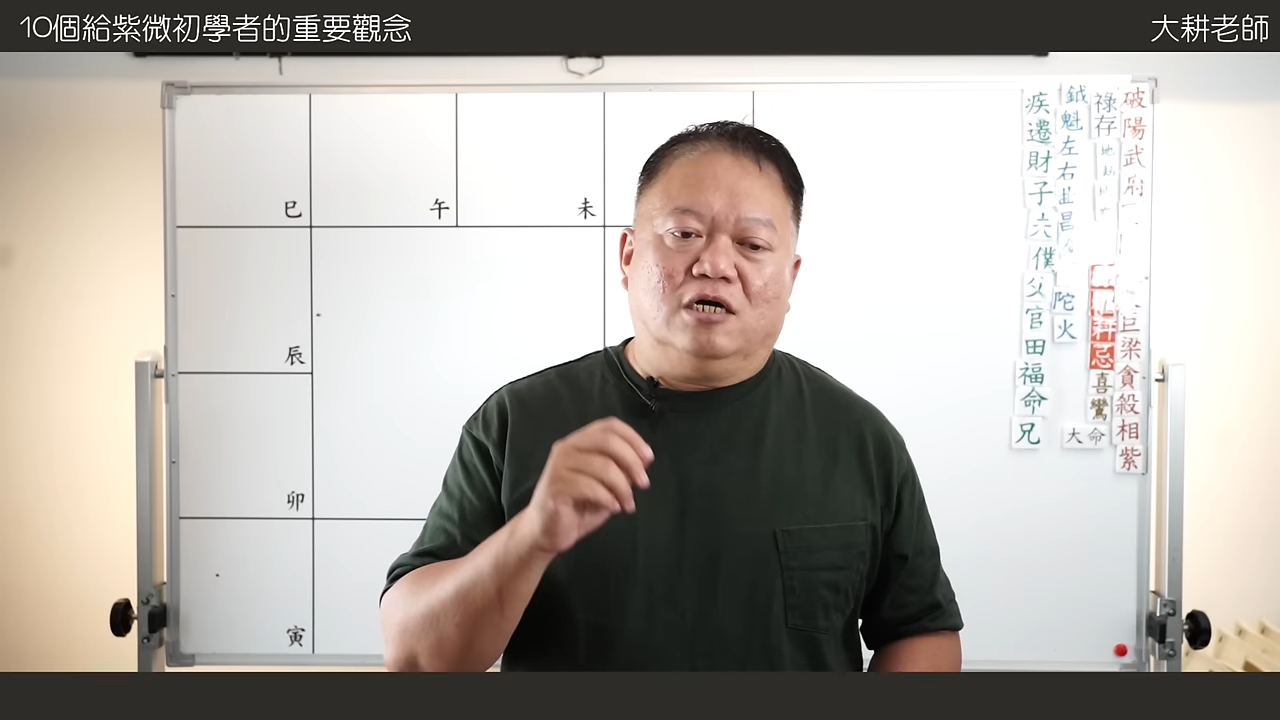 10個給紫微初學者的重要觀念
大耕老師
巳
午
未
辰
卯
寅
疾遷財子
六僕父官田福命兄
鉞魁左右
昌
陀火
祿存
地
忌
喜鸞
大命
破陽武府
巨梁貪殺相紫